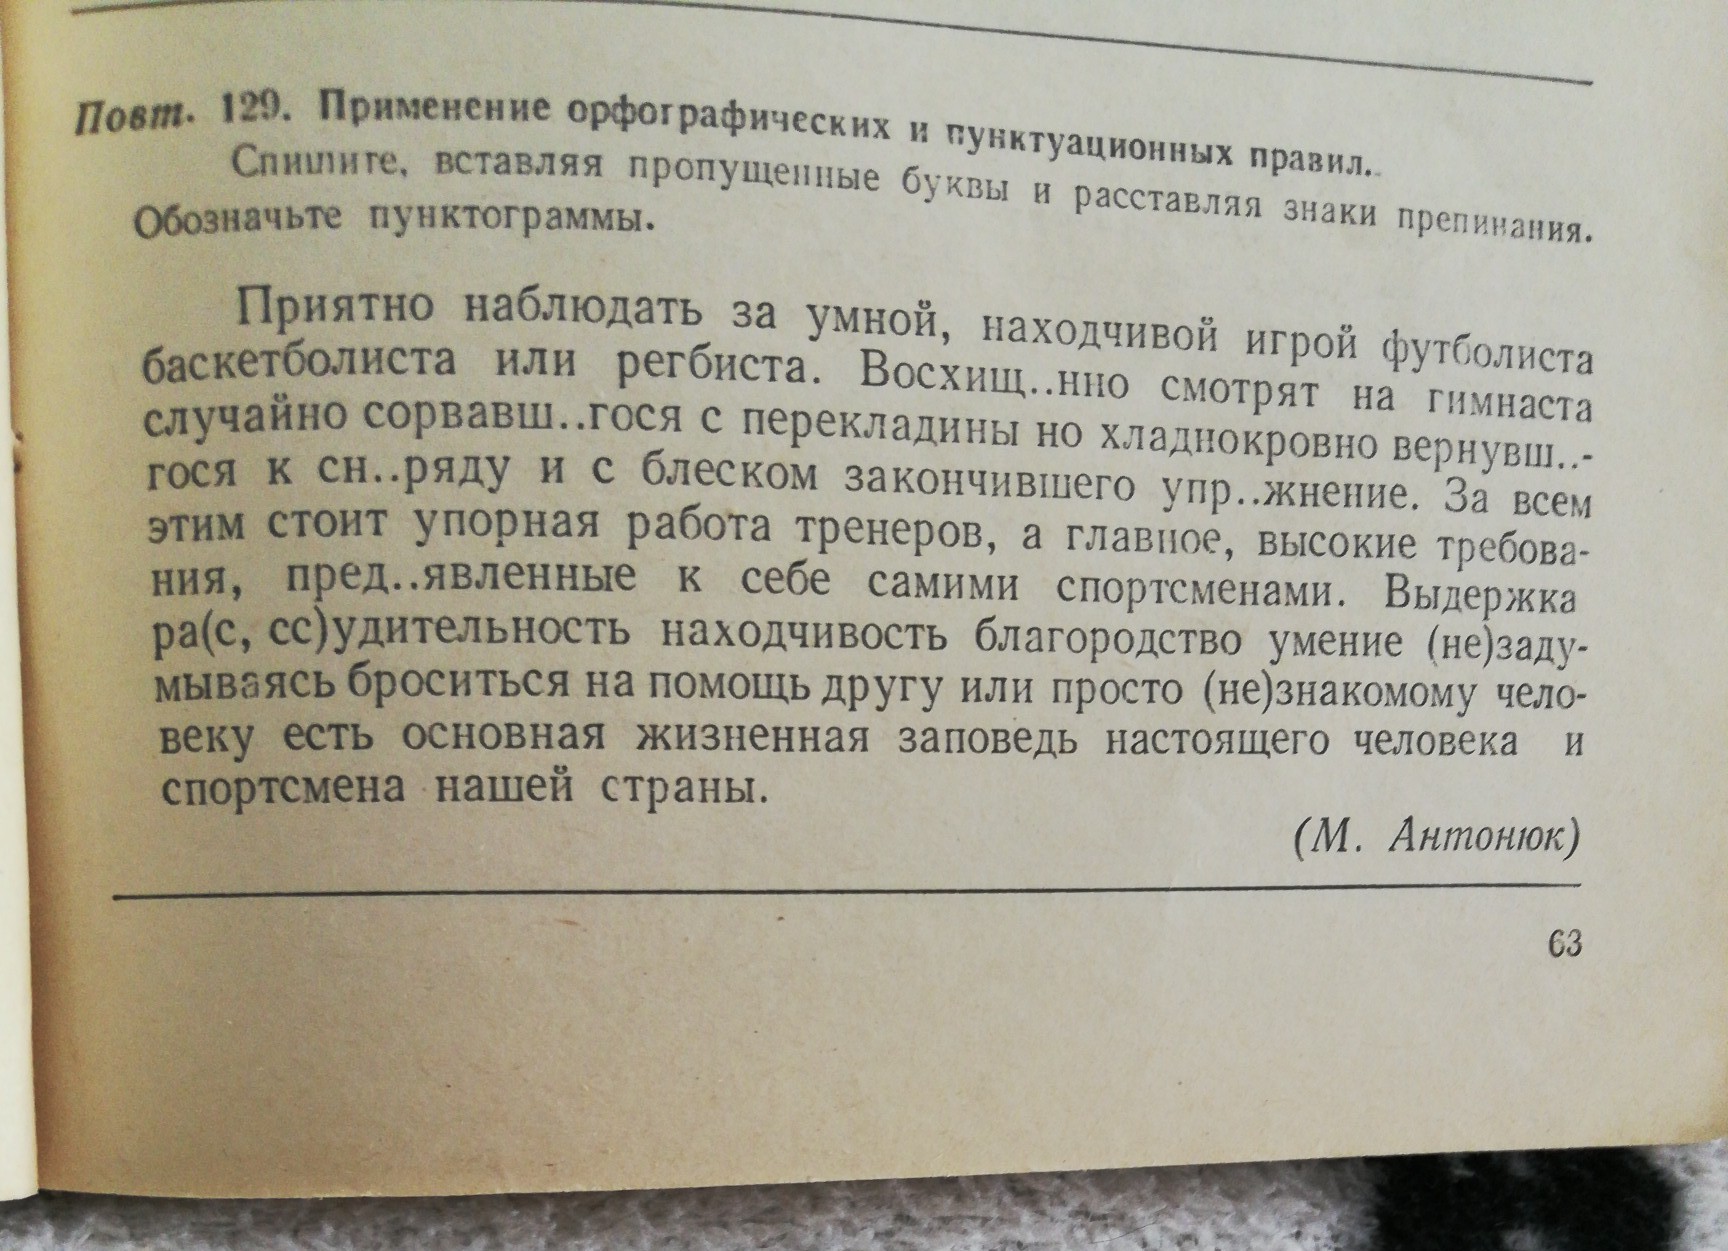 Повт. 129. Применение орфографических и пунктуационных правил.
Спишите, вставляя пропущенные буквы и расставляя знаки препинания.
Обозначьте пунктограммы.
Приятно наблюдать за умной, находчивой игрой футболиста
баскетболиста или регбиста. Восхищ..нно смотрят на гимнаста
случайно сорвавш..гося с перекладины но хладнокровно вернувш..-
гося к сн..ряду и с блеском закончившего упр..жнение. За всем
этим стоит упорная работа тренеров, а главное, высокие требова-
ния, пред..явленные к себе самими спортсменами. Выдержка
ра(с, сс)удительность находчивость благородство умение (не)заду-
мываясь броситься на помощь другу или просто (не)знакомому чело-
веку есть основная жизненная заповедь настоящего человека и
спортсмена нашей страны.
(М. Антонюк)
63